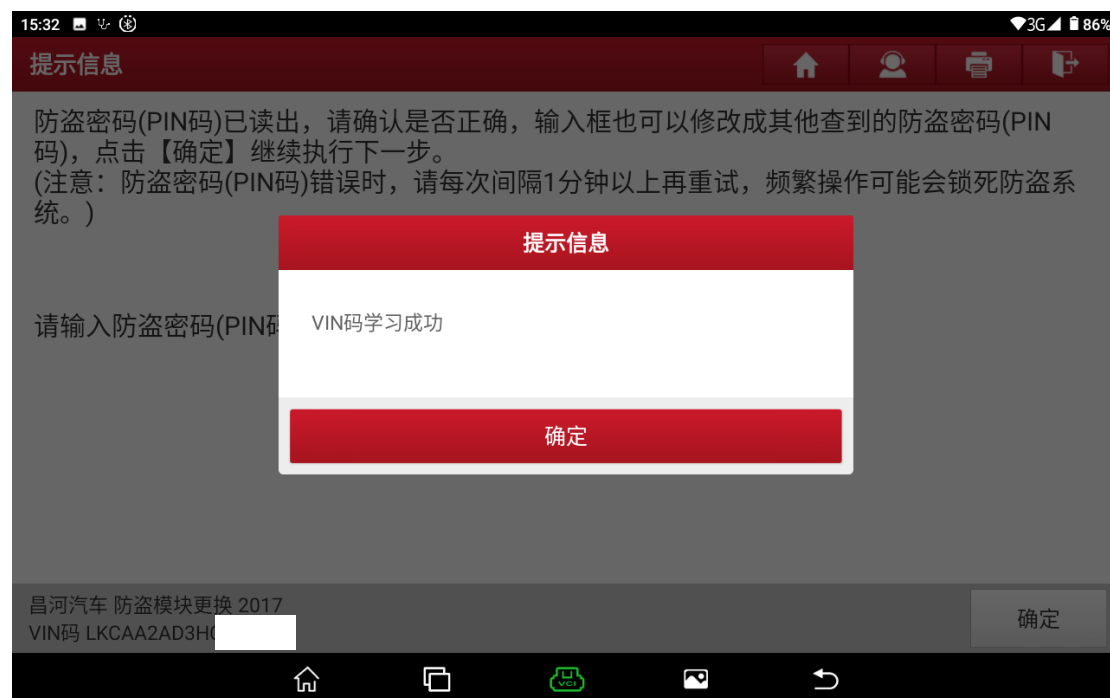 15:32
3G 86%
提示信息
防盗密码(PIN码)已读出，请确认是否正确，输入框也可以修改成其他查到的防盗密码(PIN
码)，点击【确定】继续执行下一步。
(注意：防盗密码(PIN码)错误时，请每次间隔1分钟以上再重试，频繁操作可能会锁死防盗系
统。)
提示信息
请输入防盗密码(PIN码
VIN码学习成功
确定
昌河汽车 防盗模块更换 2017
VIN码 LKCAA2AD3H
确定
VCI